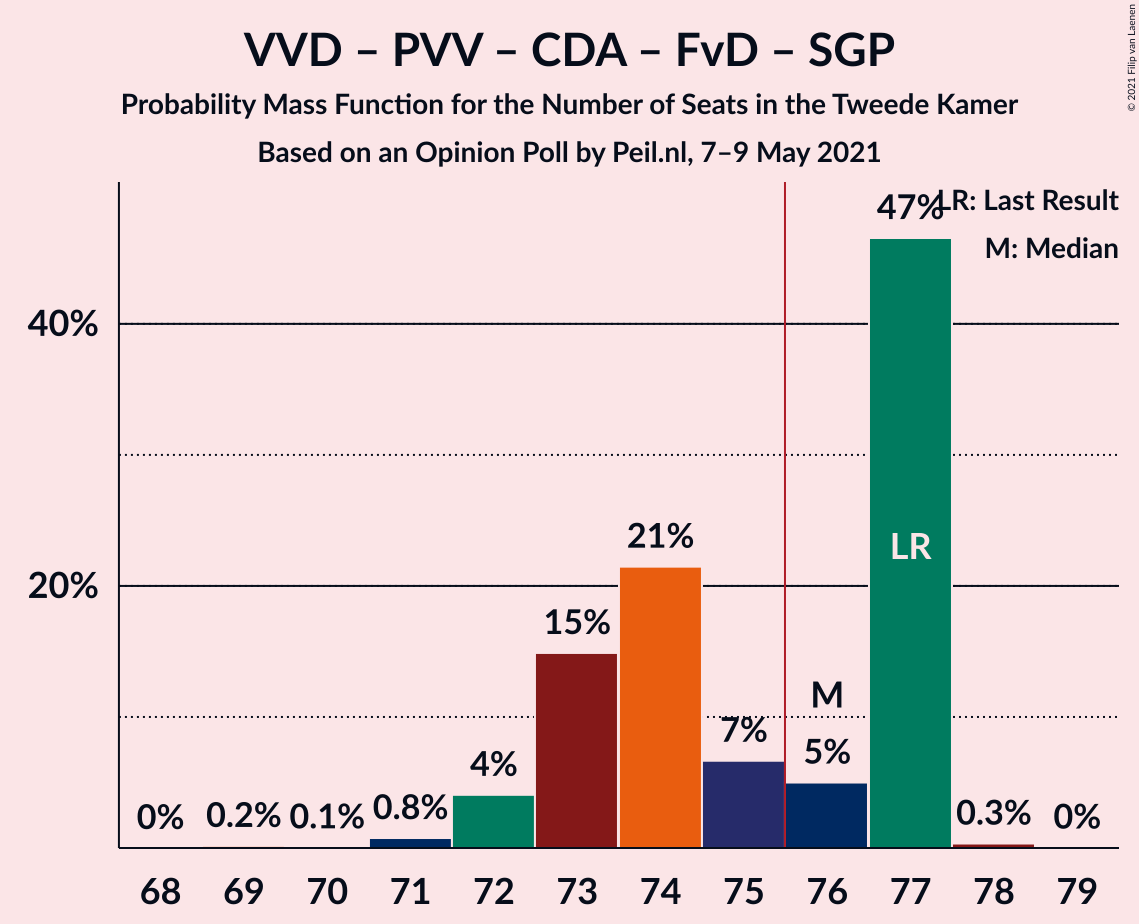 VVD – PVV – CDA – FvD – SGP
Probability Mass Function for the Number of Seats in the Tweede Kamer
Based on an Opinion Poll by Peil.nl, 7–9 May 2021
© 2021 Filip van Laenen
LR: Last Result
M: Median
40%
20%
0%
0.2%
0.1%
0.8%
4%
15%
21%
7%
M
5%
47%
LR
0.3%
0%
68 69 70 71 72 73 74 75 76 77 78 79